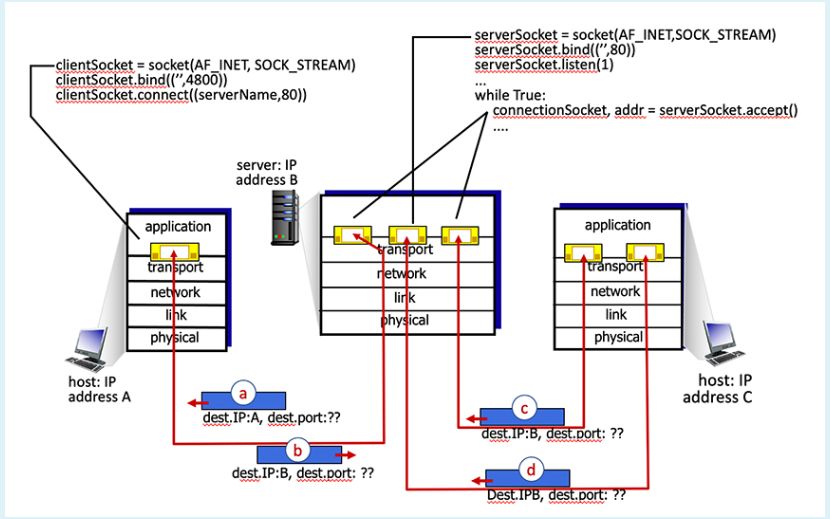 serverSocket = socket(AF_INET,SOCK_STREAM)
serverSocket.bind((‘’,80))
serverSocket.listen(1)
...
while True:
connectionSocket, addr = serverSocket.accept()
....
clientSocket = socket(AF_INET, SOCK_STREAM)
clientSocket.bind((‘’,4800))
clientSocket.connect((serverName,80))
server: IP
address B
application
transport
network
link
physical
transport
network
link
physical
application
transport
network
link
physical
host: IP
address A
host: IP
address C
a
dest.IP:A, dest.port:??
b
dest.IP:B, dest.port: ??
c
dest.IP:B, dest.port: ??
d
Dest.IPB, dest.port: ??